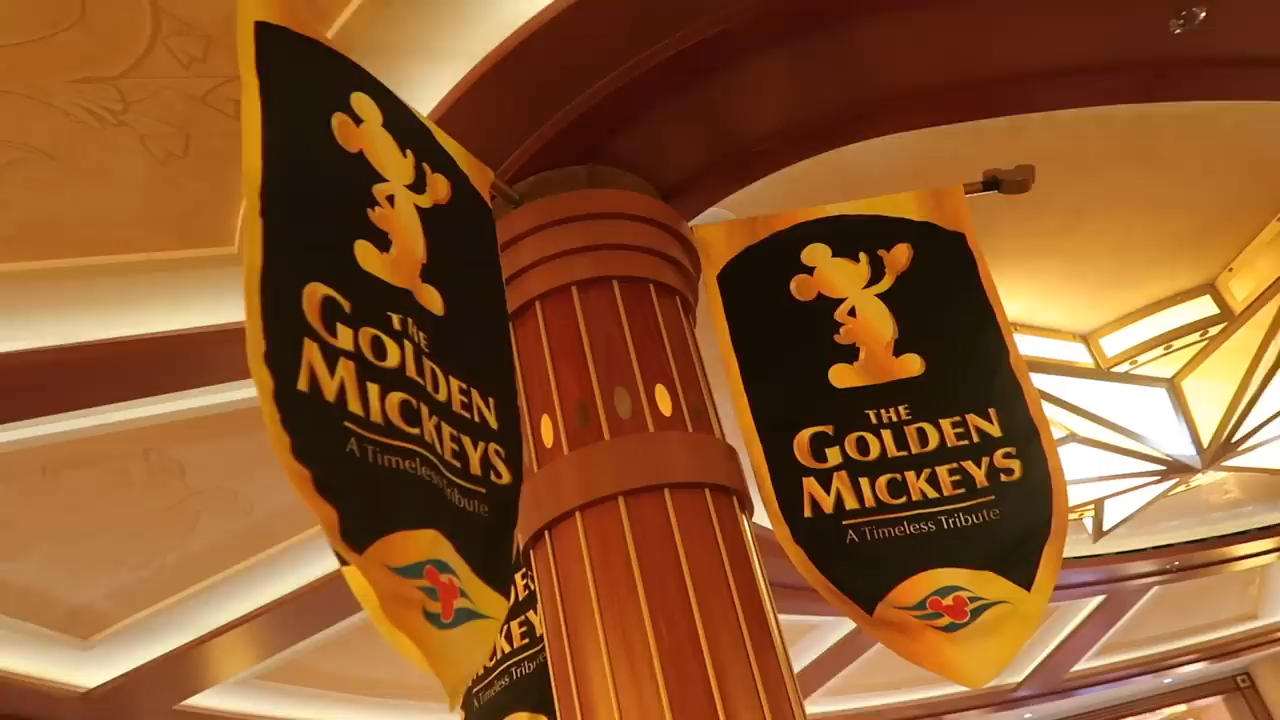 THE
GOLDEN
MICKEYS
A Timeless Tribute
THE
GOLDEN
MICKEYS
A Timeless Tribute